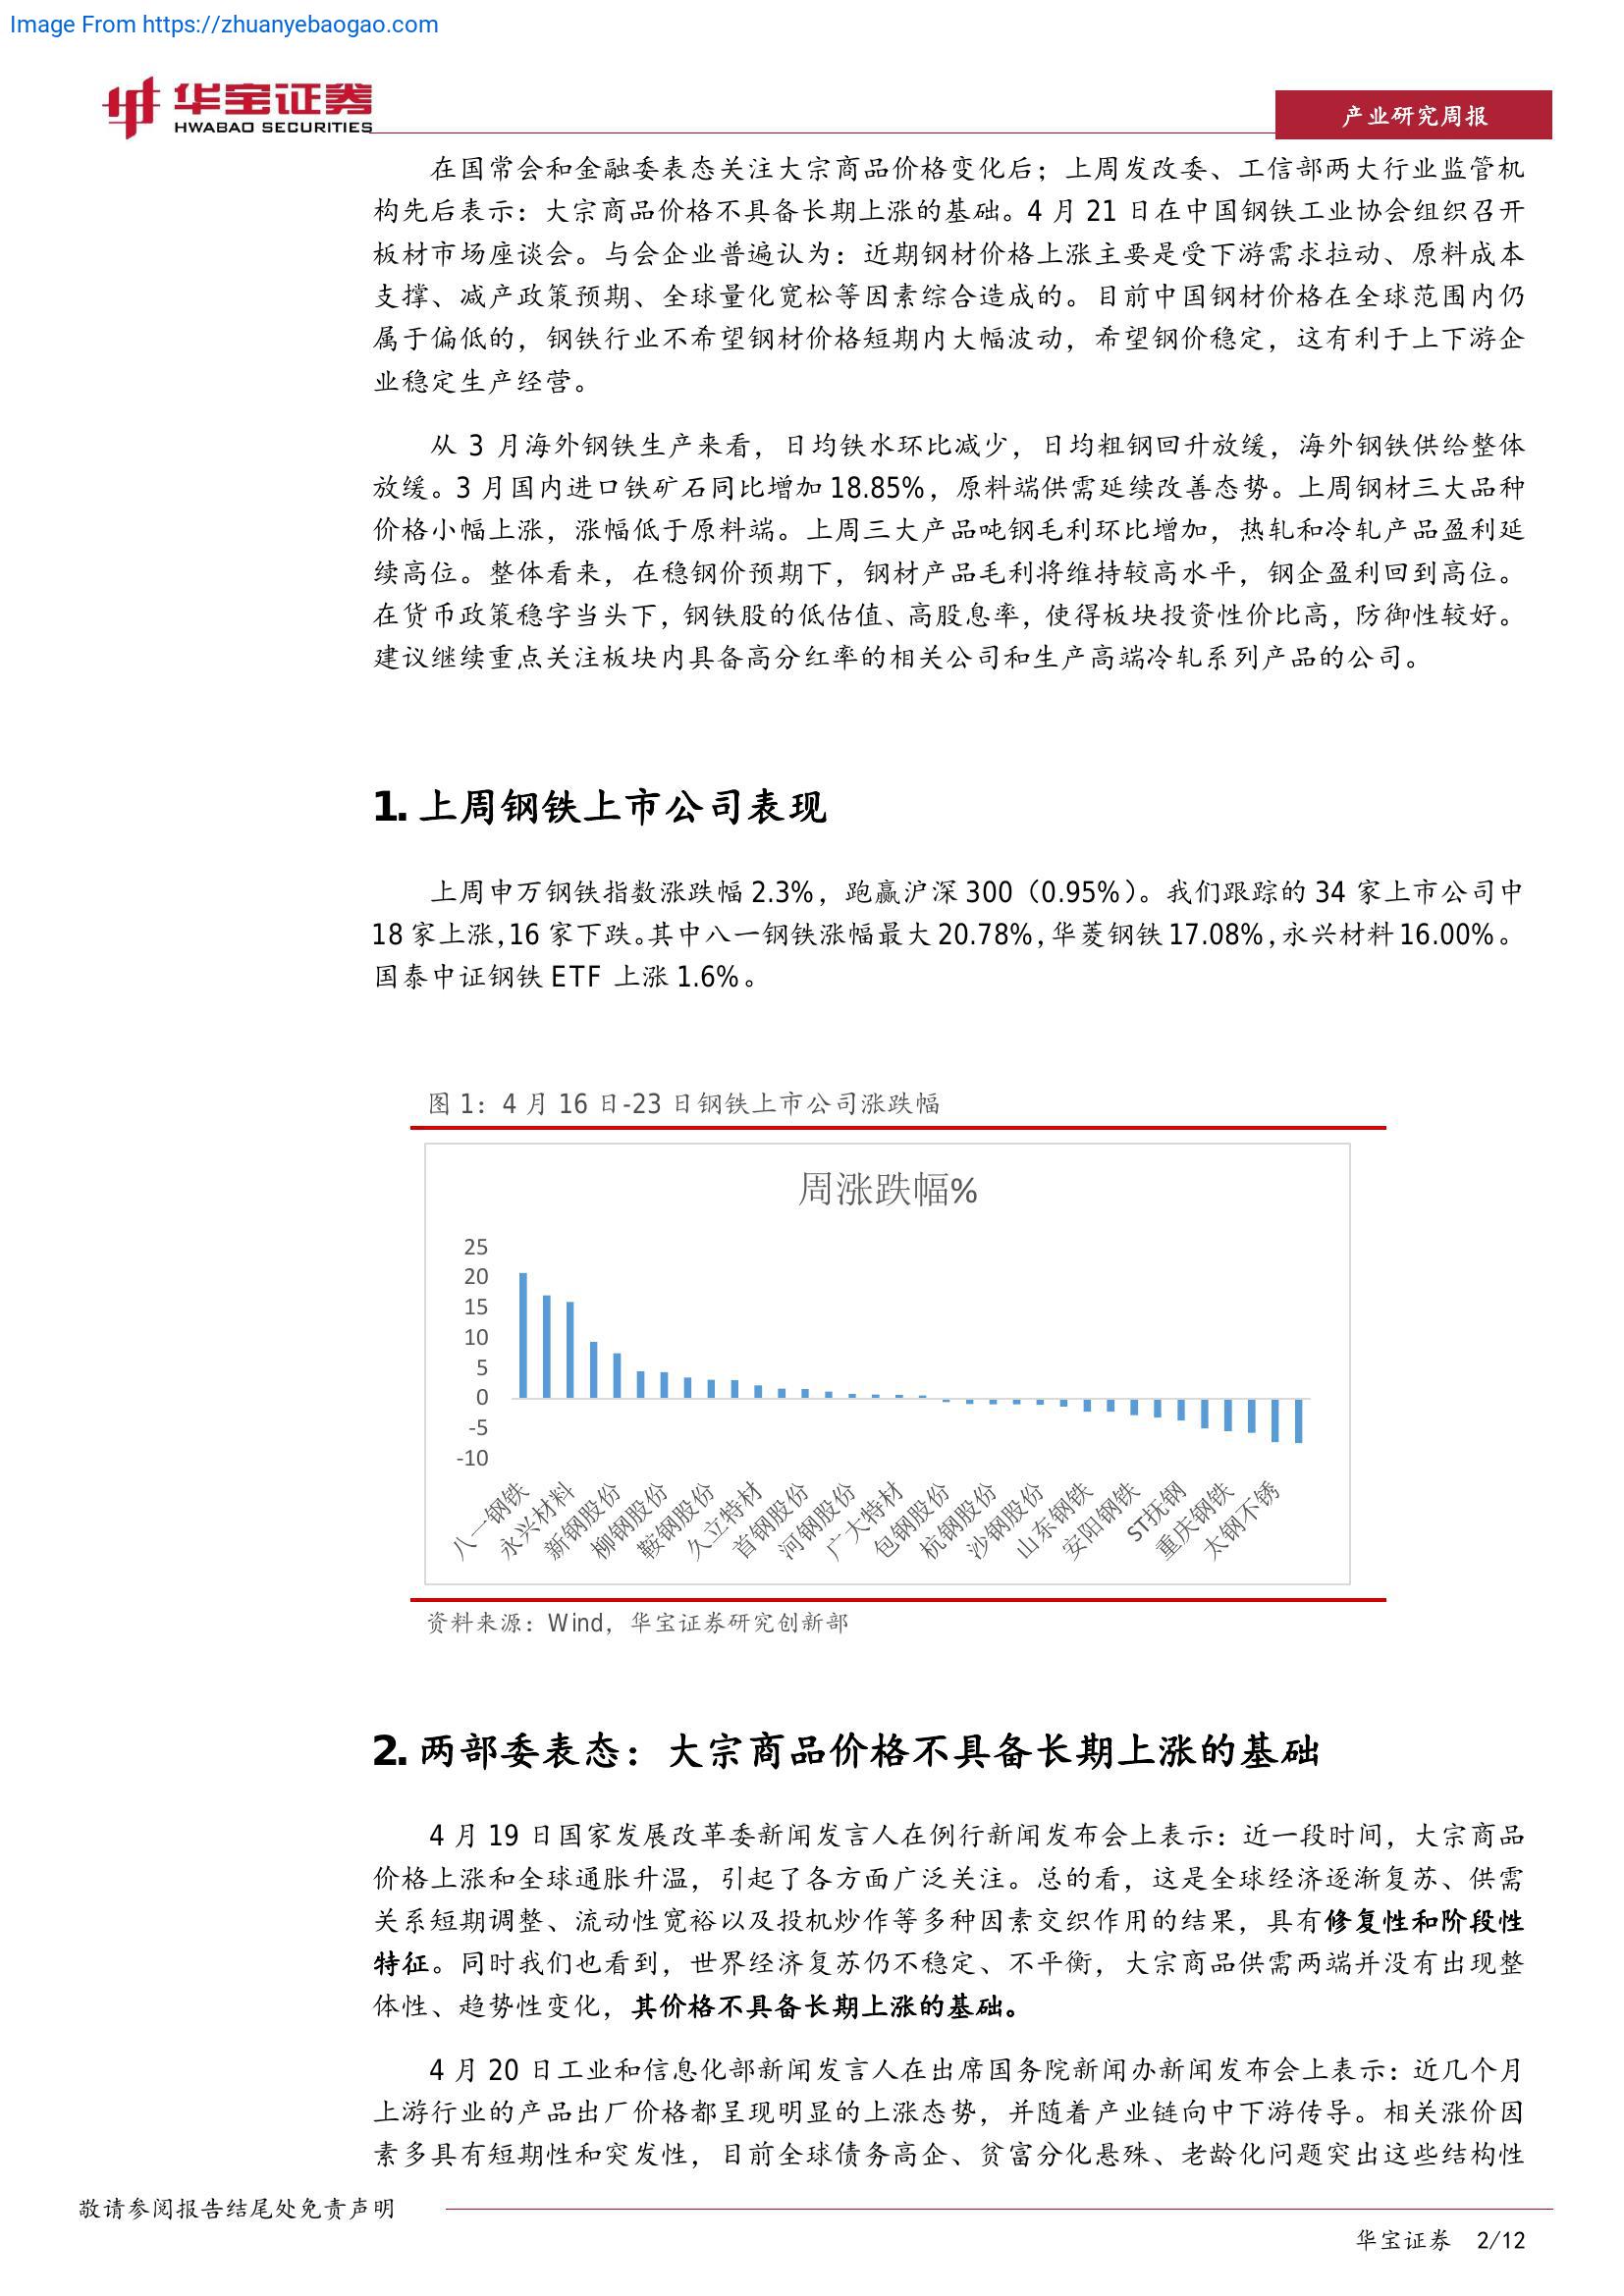 Image From https://zhuanyebaogao.com
华宝证券
HWABAO SECURITIES
产业研究周报
在国常会和金融委表态关注大宗商品价格变化后；上周发改委、工信部两大行业监管机
构先后表示：大宗商品价格不具备长期上涨的基础。4 月 21 日在中国钢铁工业协会组织召开
板材市场座谈会。与会企业普遍认为：近期钢材价格上涨主要是受下游需求拉动、原料成本
支撑、减产政策预期、全球量化宽松等因素综合造成的。目前中国钢材价格在全球范围内仍
属于偏低的，钢铁行业不希望钢材价格短期内大幅波动，希望钢价稳定，这有利于上下游企
业稳定生产经营。
从 3 月海外钢铁生产来看，日均铁水环比减少，日均粗钢回升放缓，海外钢铁供给整体
放缓。3 月国内进口铁矿石同比增加 18.85%，原料端供需延续改善态势。上周钢材三大品种
价格小幅上涨，涨幅低于原料端。上周三大产品吨钢毛利环比增加，热轧和冷轧产品盈利延
续高位。整体看来，在稳钢价预期下，钢材产品毛利将维持较高水平，钢企盈利回到高位。
在货币政策稳字当头下，钢铁股的低估值、高股息率，使得板块投资性价比高，防御性较好。
建议继续重点关注板块内具备高分红率的相关公司和生产高端冷轧系列产品的公司。
1. 上周钢铁上市公司表现
上周申万钢铁指数涨跌幅 2.3%，跑赢沪深 300（0.95%）。我们跟踪的 34 家上市公司中
18 家上涨，16 家下跌。其中八一钢铁涨幅最大 20.78%，华菱钢铁 17.08%，永兴材料 16.00%。
国泰中证钢铁 ETF 上涨 1.6%。
图 1：4 月 16 日-23 日钢铁上市公司涨跌幅
周涨跌幅%
25
20
15
10
5
0
-5
-10
八一钢铁
永兴材料
新钢股份
柳钢股份
鞍钢股份
久立特材
首钢股份
河钢股份
广大特材
包钢股份
杭钢股份
沙钢股份
山东钢铁
安阳钢铁
ST抚钢
重庆钢铁
太钢不锈
资料来源：Wind，华宝证券研究创新部
2. 两部委表态：大宗商品价格不具备长期上涨的基础
4 月 19 日国家发展改革委新闻发言人在例行新闻发布会上表示：近一段时间，大宗商品
价格上涨和全球通胀升温，引起了各方面广泛关注。总的看，这是全球经济逐渐复苏、供需
关系短期调整、流动性宽裕以及投机炒作等多种因素交织作用的结果，具有修复性和阶段性
特征。同时我们也看到，世界经济复苏仍不稳定、不平衡，大宗商品供需两端并没有出现整
体性、趋势性变化，其价格不具备长期上涨的基础。
4 月 20 日工业和信息化部新闻发言人在出席国务院新闻办新闻发布会上表示：近几个月
上游行业的产品出厂价格都呈现明显的上涨态势，并随着产业链向中下游传导。相关涨价因
素多具有短期性和突发性，目前全球债务高企、贫富分化悬殊、老龄化问题突出这些结构性
敬请参阅报告结尾处免责声明
华宝证券 2/12